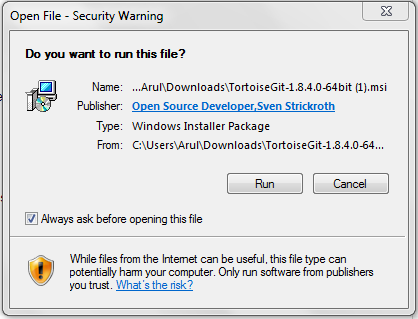 Open File - Security Warning
Do you want to run this file?
Name: ...Arul\Downloads\TortoiseGit-1.8.4.0-64bit (1).msi
Publisher: Open Source Developer,Sven Strickroth
Type: Windows Installer Package
From: C:\Users\Arul\Downloads\TortoiseGit-1.8.4.0-64...
Run Cancel
Always ask before opening this file
While files from the Internet can be useful, this file type can
potentially harm your computer. Only run software from publishers
you trust. What's the risk?